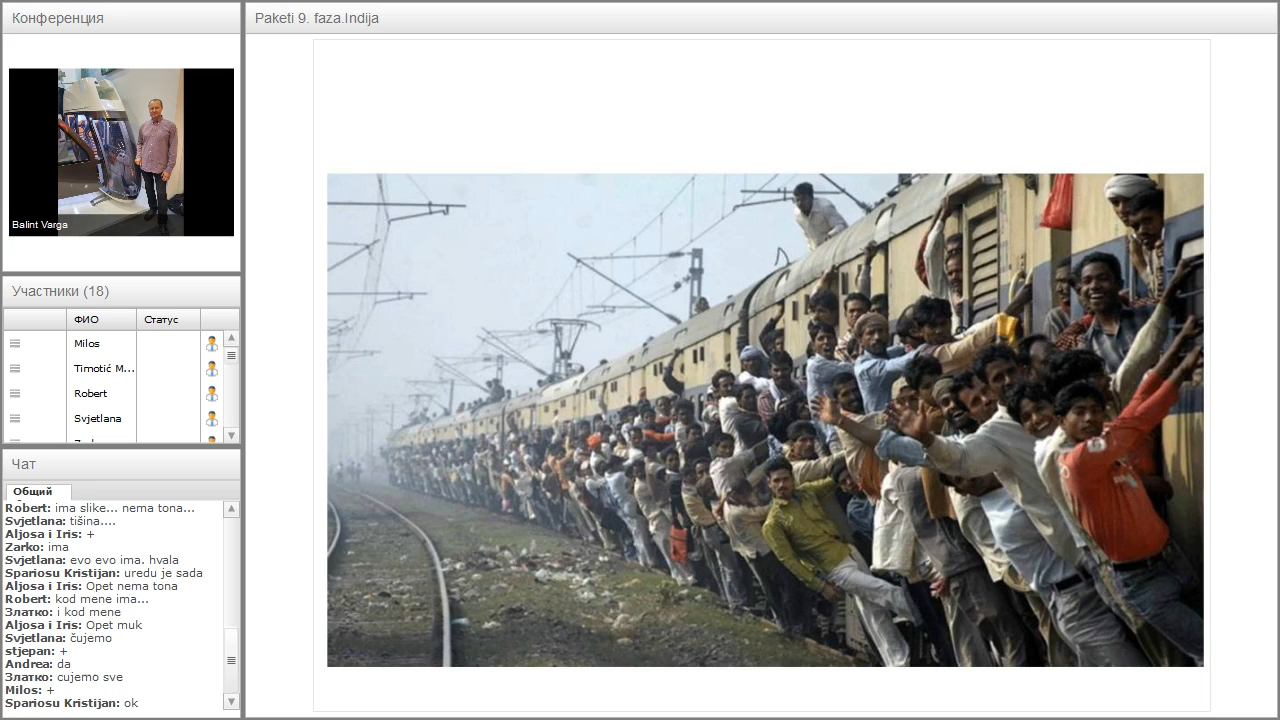 Конференция
Balint Varga
Участники (18)
ФИО Статус
Milos
Timotić M...
Robert
Svjetlana
Чат
Общий
Robert: ima slike... nema tona...
Svjetlana: tišina....
Aljosa i Iris: +
Zarko: ima
Svjetlana: evo evo ima. hvala
Spariosu Kristijan: uredu je sada
Aljosa i Iris: Opet nema tona
Robert: kod mene ima...
Златко: i kod mene
Aljosa i Iris: Opet muk
Svjetlana: čujemo
stjepan: +
Andrea: da
Златко: cujemo sve
Milos: +
Spariosu Kristijan: ok
Paketi 9. faza.Indija